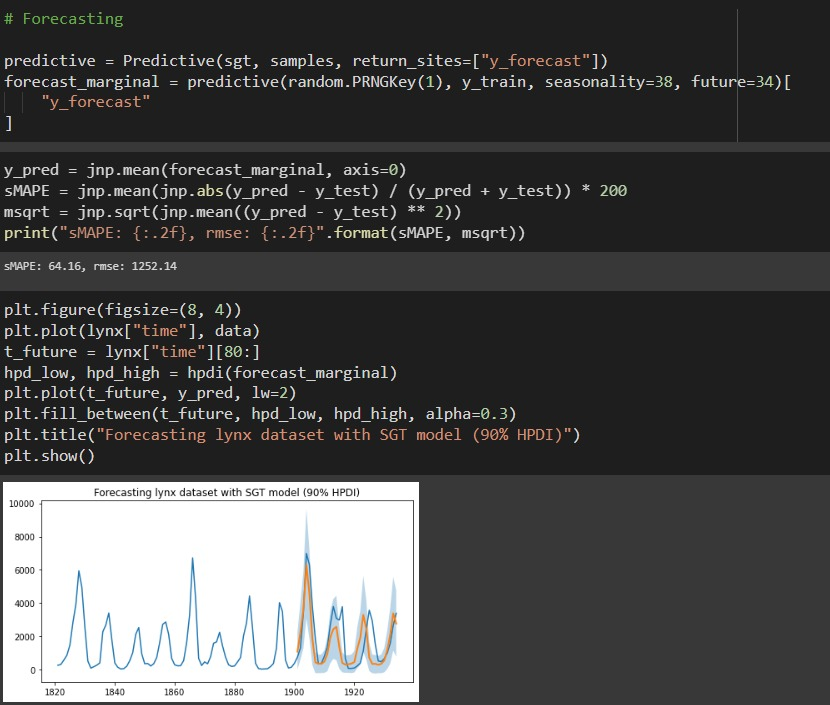 # Forecasting
predictive = Predictive(sgt, samples, return_sites=["y_forecast"])
forecast_marginal = predictive(random.PRNGKey(1), y_train, seasonality=38, future=34)[
"y_forecast"
]
y_pred = jnp.mean(forecast_marginal, axis=0)
sMAPE = jnp.mean(jnp.abs(y_pred - y_test) / (y_pred + y_test)) * 200
msqrt = jnp.sqrt(jnp.mean((y_pred - y_test) ** 2))
print("sMAPE: {:.2f}, rmse: {:.2f}".format(sMAPE, msqrt))
sMAPE: 64.16, rmse: 1252.14
plt.figure(figsize=(8, 4))
plt.plot(lynx["time"], data)
t_future = lynx["time"][80:]
hpd_low, hpd_high = hpdi(forecast_marginal)
plt.plot(t_future, y_pred, lw=2)
plt.fill_between(t_future, hpd_low, hpd_high, alpha=0.3)
plt.title("Forecasting lynx dataset with SGT model (90% HPDI)")
plt.show()
Forecasting lynx dataset with SGT model (90% HPDI)
10000
8000
6000
4000
2000
0
1820 1840 1860 1880 1900 1920